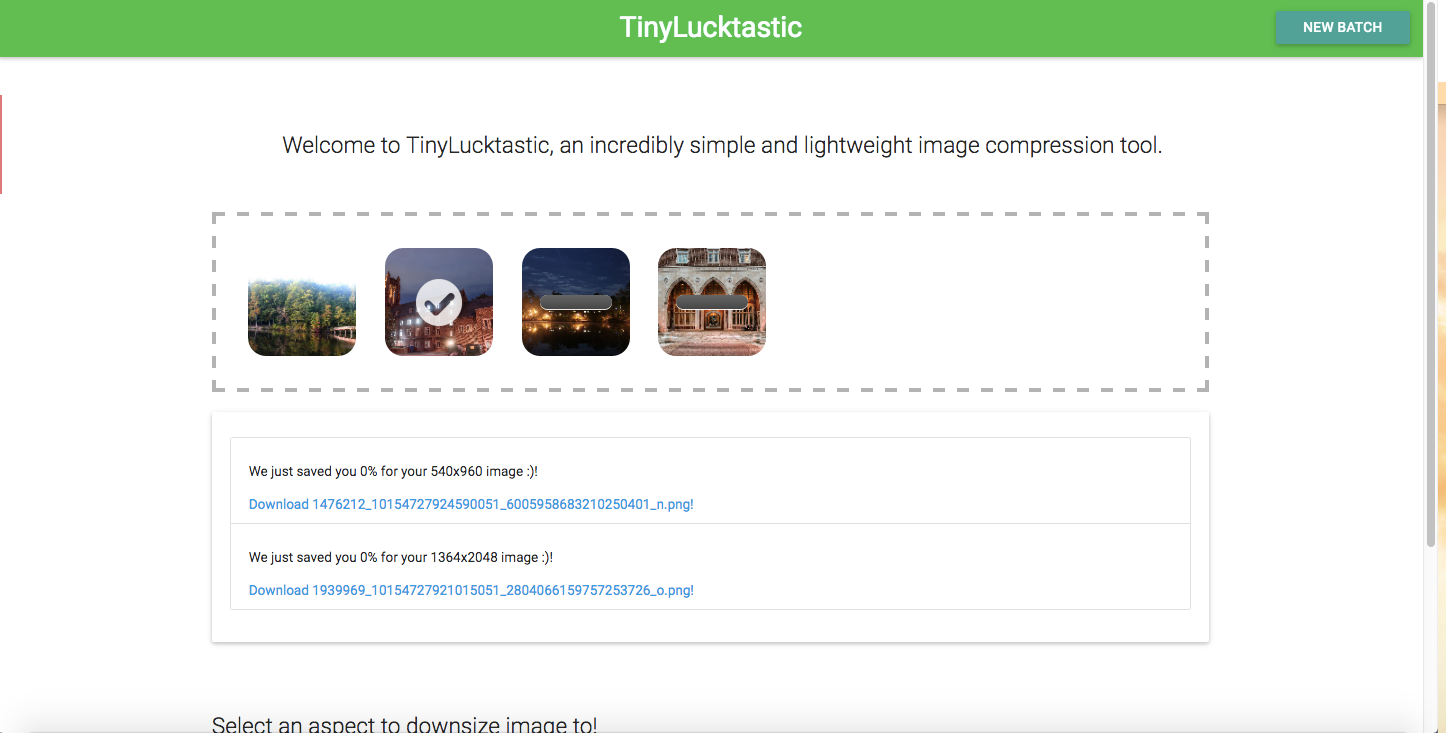 TinyLucktastic
NEW BATCH
Welcome to TinyLucktastic, an incredibly simple and lightweight image compression tool.
We just saved you 0% for your 540x960 image :)!
Download 1476212_10154727924590051_6005958683210250401_n.png!
We just saved you 0% for your 1364x2048 image :)!
Download 1939969_10154727921015051_2804066159757253726_o.png!
Select an aspect to downsize image to!